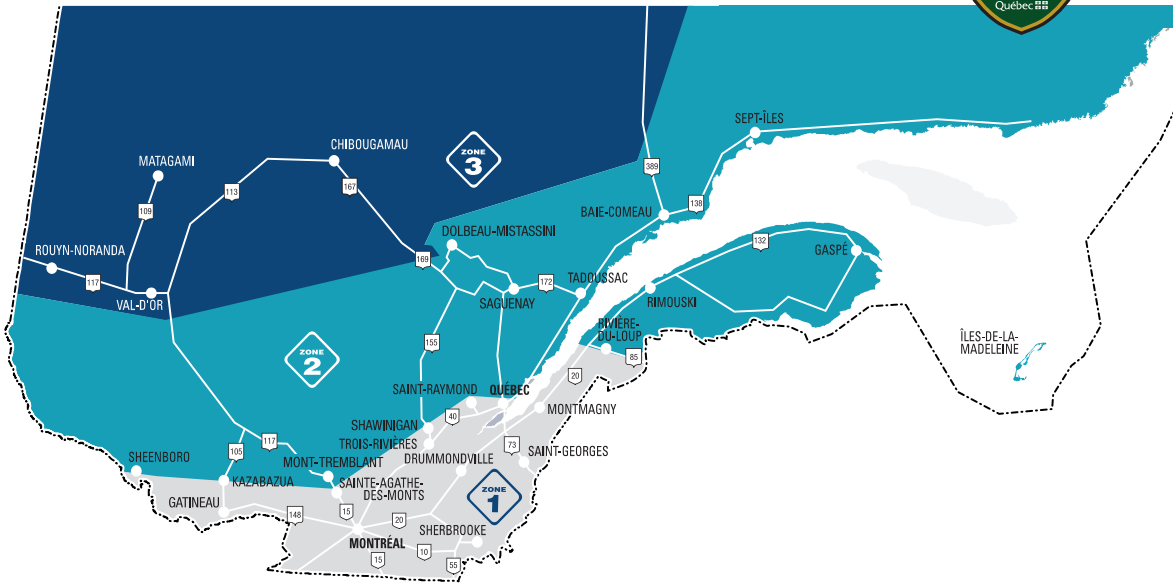 Québec
SEPT-ÎLES
CHIBOUGAMAU
ZONE
3
MATAGAMI
389
113
167
138
109
BAIE-COMEAU
DOLBEAU-MISTASSINI
132
ROUYN-NORANDA
GASPÉ
169
117
172
TADOUSSAC
VAL-D'OR
SAGUENAY
RIMOUSKI
RIVIÈRE-
DU-LOUP
ÎLES-DE-LA-
MADELEINE
155
85
ZONE
2
20
SAINT-RAYMOND
QUÉBEC
MONTMAGNY
40
SHAWINIGAN
TROIS-RIVIÈRES
73
117
105
SAINT-GEORGES
SHEENBORO
MONT-TREMBLANT
DRUMMONDVILLE
KAZABAZUA
SAINTE-AGATHE-
DES-MONTS
ZONE
1
GATINEAU
148
15
20
SHERBROOKE
MONTRÉAL
10
15
55